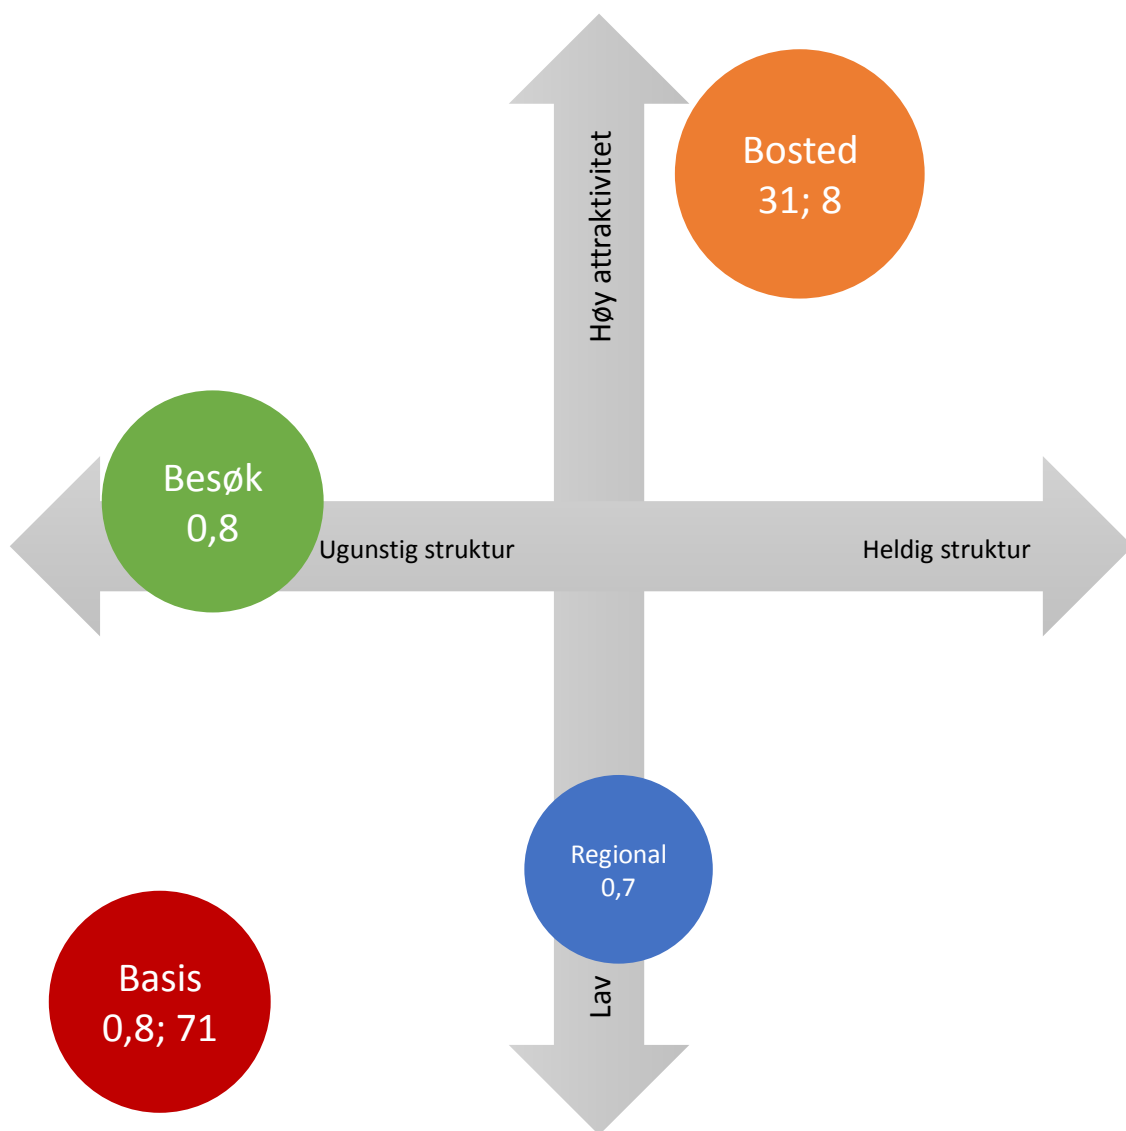 Høy attraktivitet
Bosted
31; 8
Besøk
0,8
Ugunstig struktur
Heldig struktur
Regional
0,7
Basis
0,8; 71
Lav